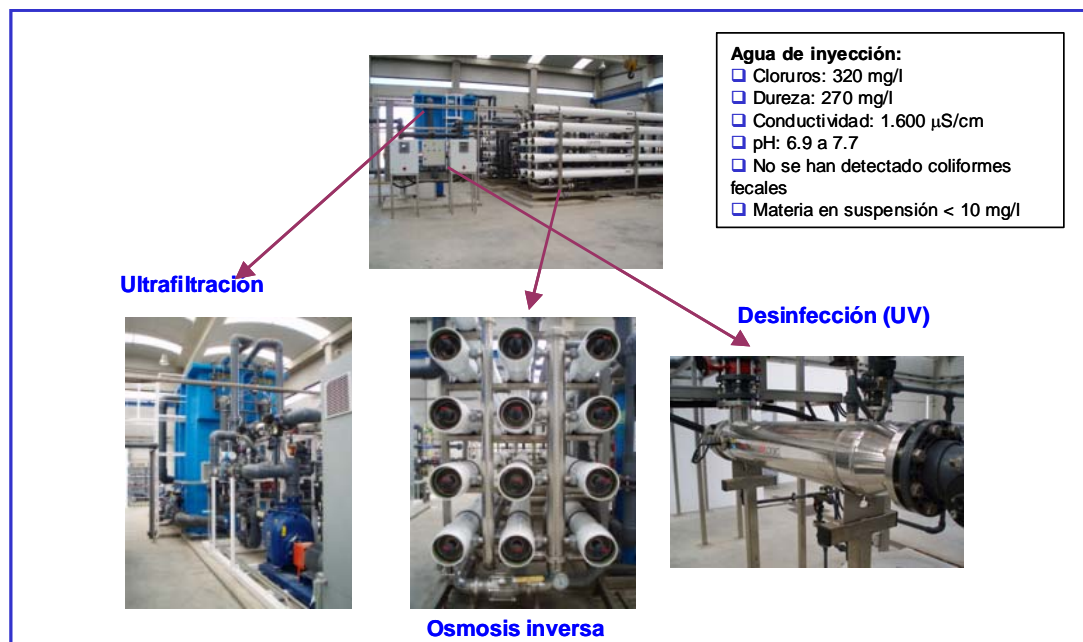 Agua de inyección:
❑ Cloruros: 320 mg/l
❑ Dureza: 270 mg/l
❑ Conductividad: 1.600 μS/cm
❑ pH: 6.9 a 7.7
❑ No se han detectado coliformes
fecales
❑ Materia en suspensión < 10 mg/l
Ultrafiltración
Desinfección (UV)
Osmosis inversa